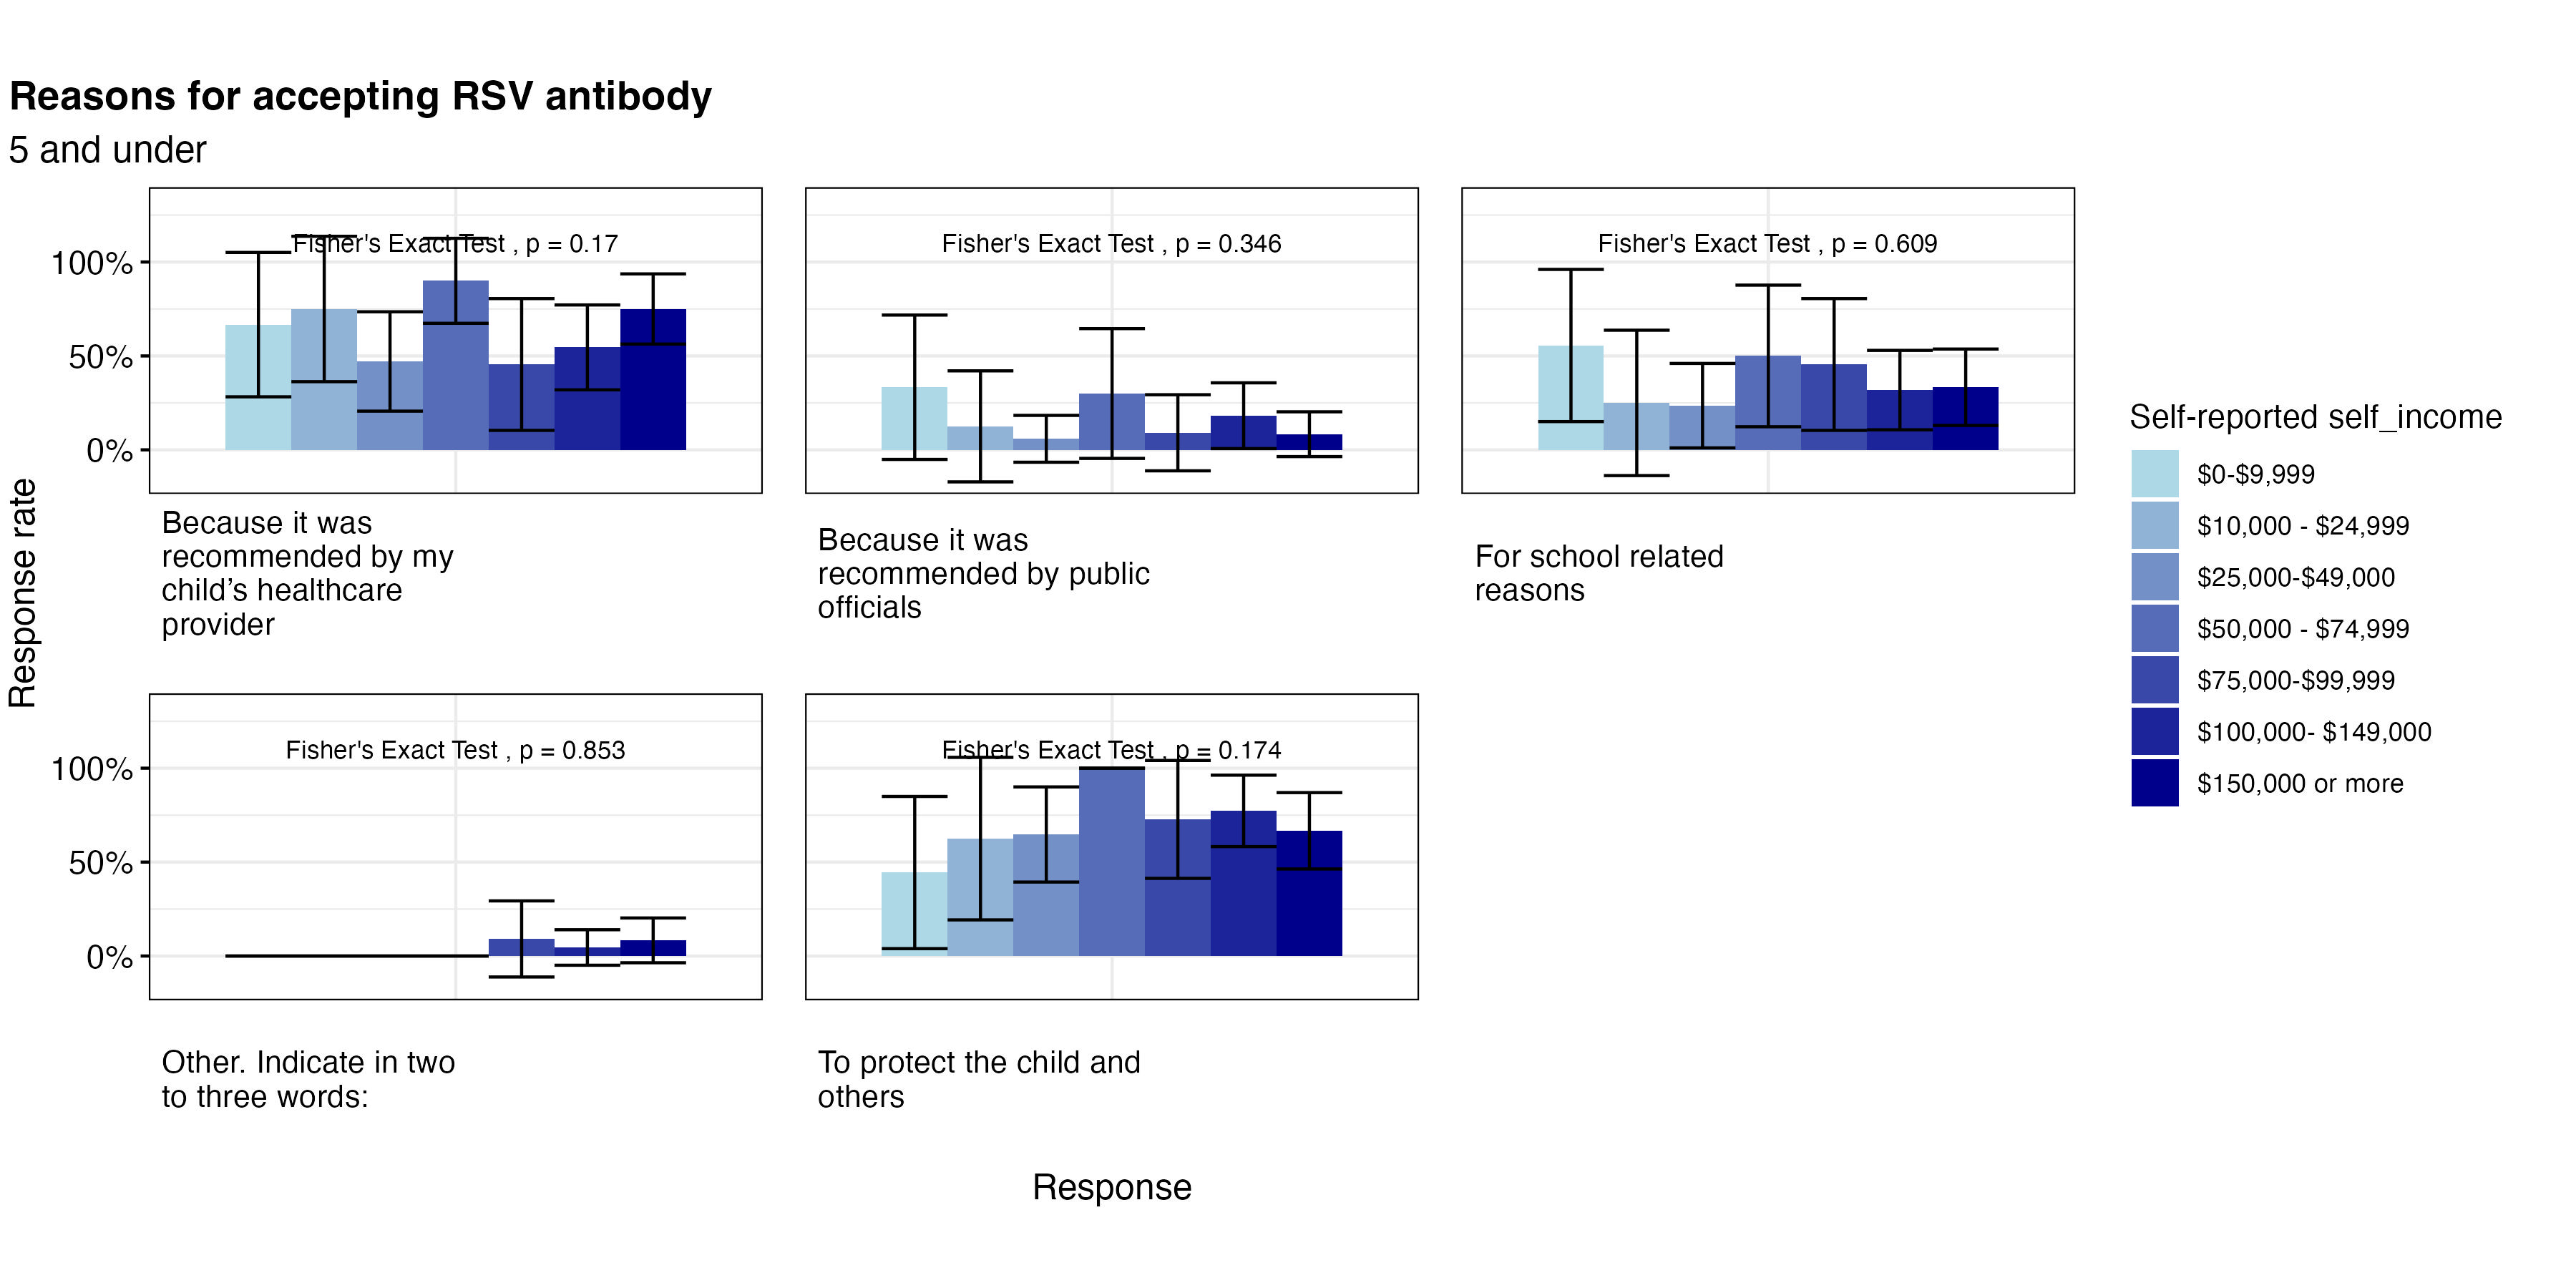 Reasons for accepting RSV antibody
5 and under
Response rate
100%
50%
0%
Fisher's Exact Test , p = 0.17
Because it was
recommended by my
child’s healthcare
provider
Fisher's Exact Test , p = 0.346
Because it was
recommended by public
officials
Fisher's Exact Test , p = 0.609
For school related
reasons
100%
50%
0%
Fisher's Exact Test , p = 0.853
Other. Indicate in two
to three words:
Fisher's Exact Test , p = 0.174
To protect the child and
others
Response
Self-reported self_income
$0-$9,999
$10,000 - $24,999
$25,000-$49,000
$50,000 - $74,999
$75,000-$99,999
$100,000- $149,000
$150,000 or more